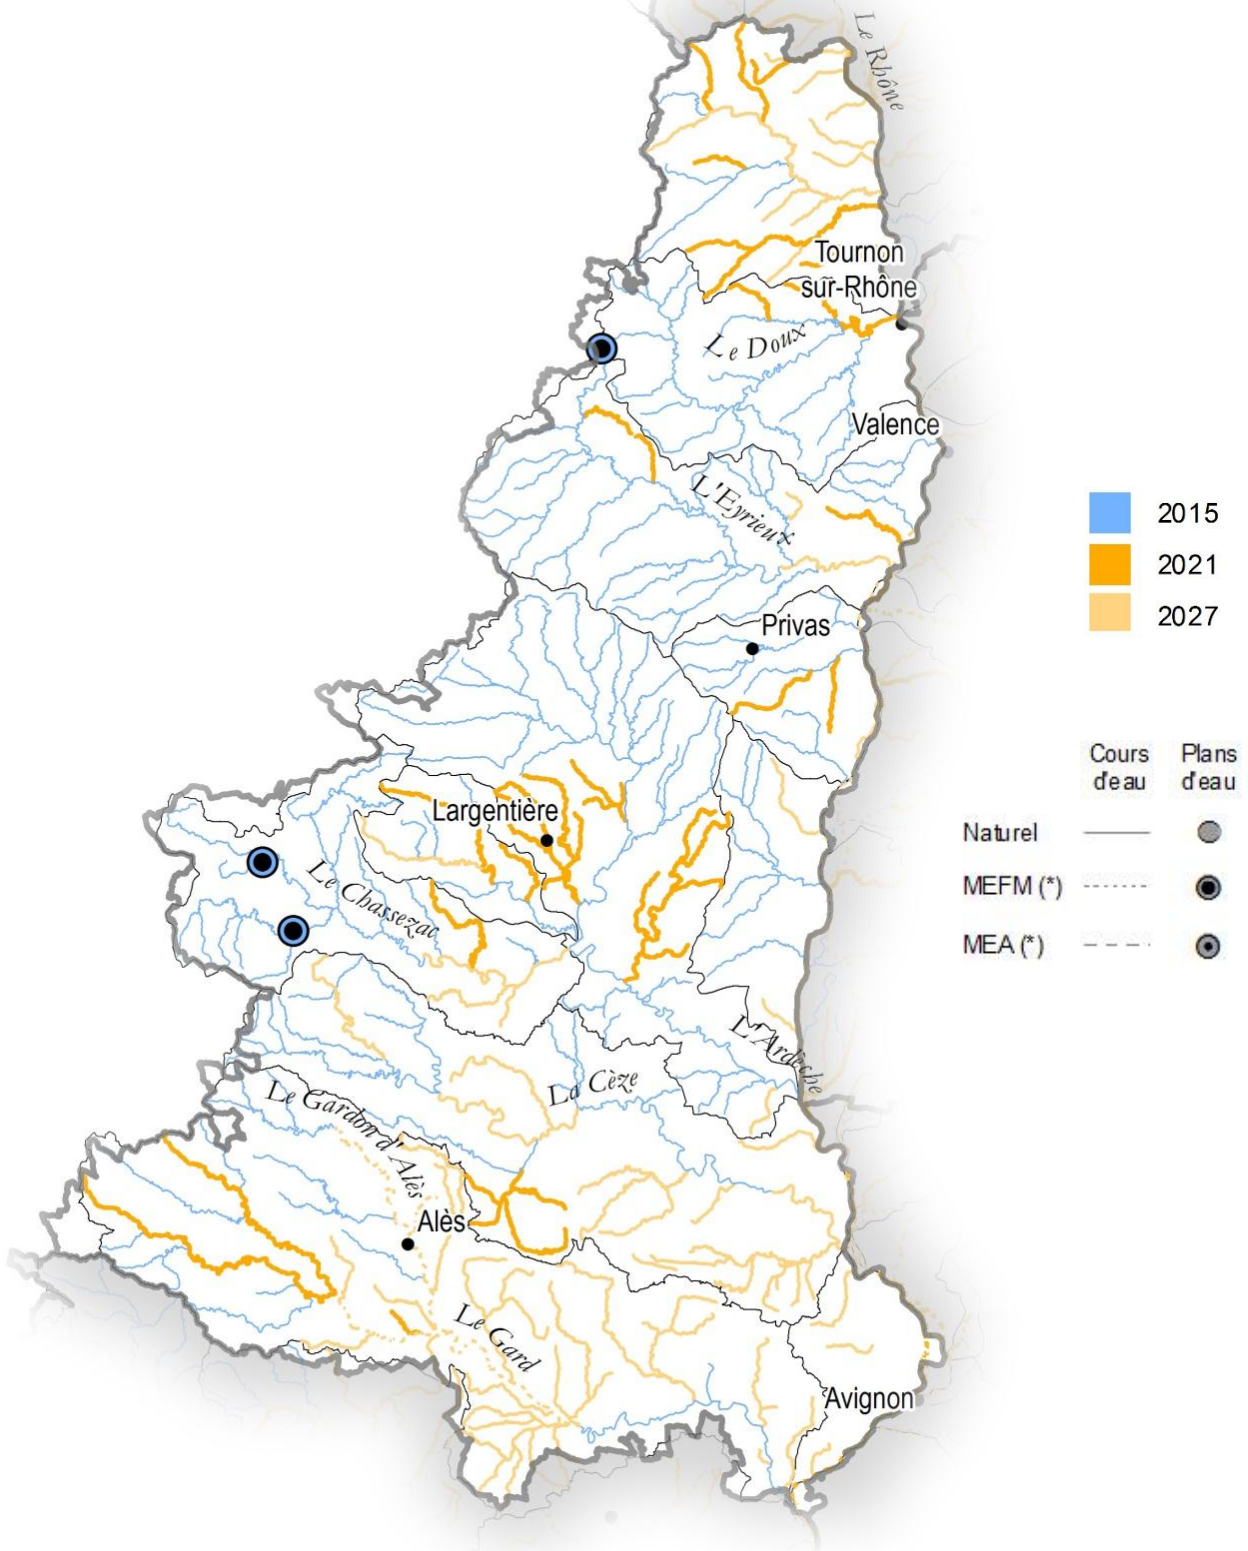 Le Rhône
Tournon
sur-Rhône
Le Doux
Valence
L'Eyrieux
2015
2021
2027
Privas
Cours
d'eau
Plans
d'eau
Largentière
Naturel
Le Chassezac
MEFM (*)
MEA (*)
L'Ardèche
La Cèze
Le Gardon d'Alès
Alès
Le Gard
Avignon